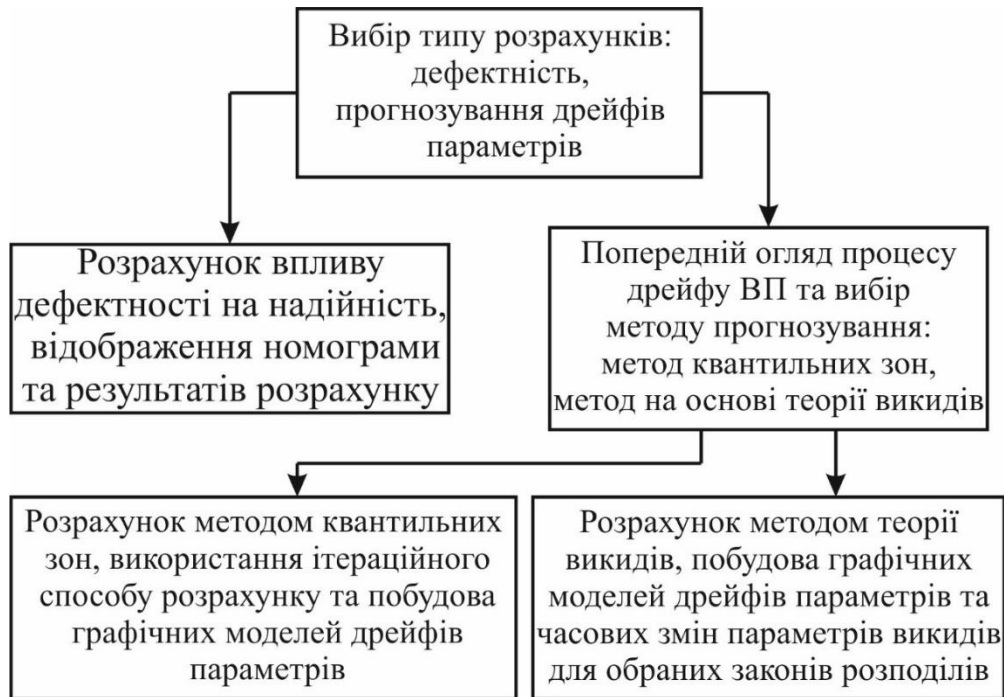 Вибір типу розрахунків:
дефектність,
прогнозування дрейфів
параметрів
Розрахунок впливу
дефектності на надійність,
відображення номограми
та результатів розрахунку
Попередній огляд процесу
дрейфу ВП та вибір
методу прогнозування:
метод квантильних зон,
метод на основі теорії викидів
Розрахунок методом квантильних
зон, використання ітераційного
способу розрахунку та побудова
графічних моделей дрейфів
параметрів
Розрахунок методом теорії
викидів, побудова графічних
моделей дрейфів параметрів та
часових змін параметрів викидів
для обраних законів розподілів